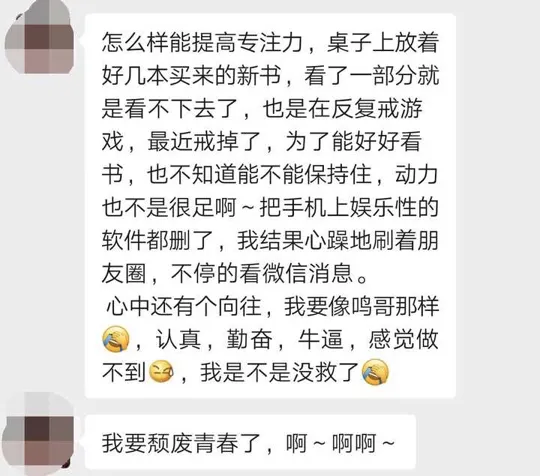 怎么样能提高专注力，桌子上放着
好几本买来的新书，看了一部分就
是看不下去了，也是在反复戒游
戏，最近戒掉了，为了能好好看
书，也不知道能不能保持住，动力
也不是很足啊～把手机上娱乐性的
软件都删了，我结果心躁地刷着朋
友圈，不停的看微信消息。
心中还有个向往，我要像鸣哥那样
🤣，认真，勤奋，牛逼，感觉做
不到😒，我是不是没救了🤣
我要颓废青春了，啊～啊啊～